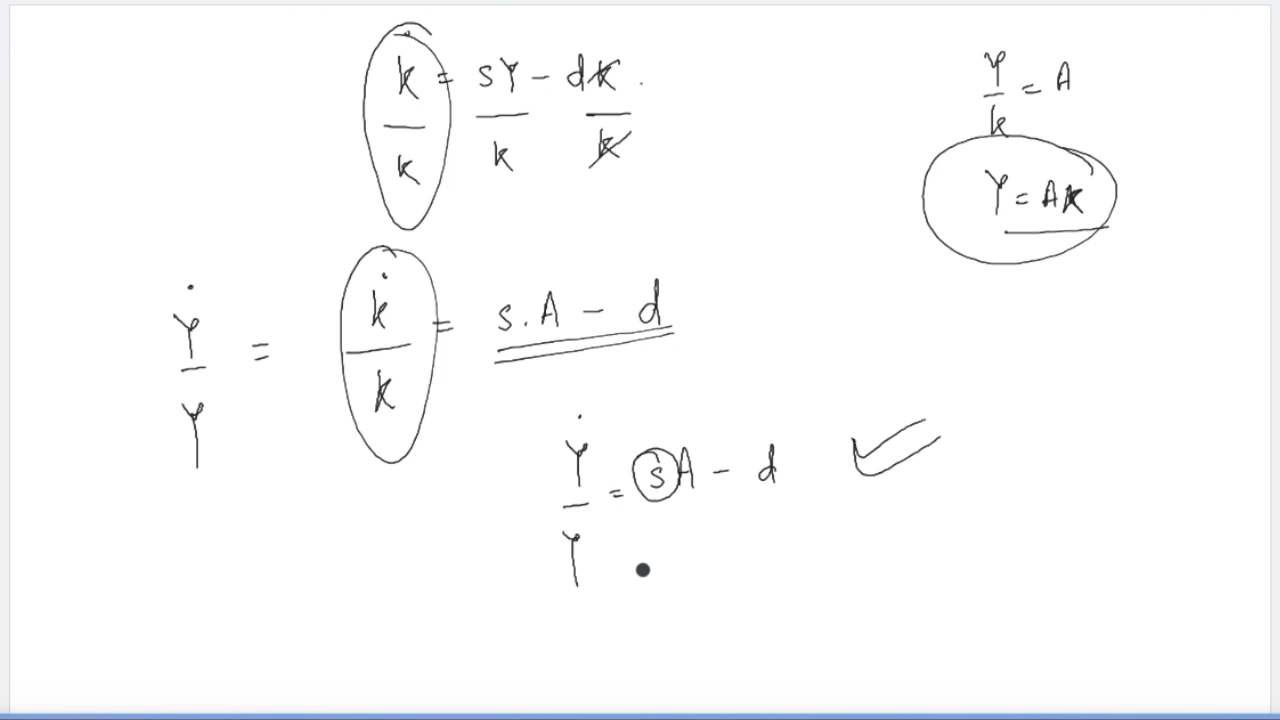 k̇/k = sY/k − dk/k
Y/k = A
Y = Ak
Ẏ/Y = k̇/k = s.A − d
Ẏ/Y = sA − d